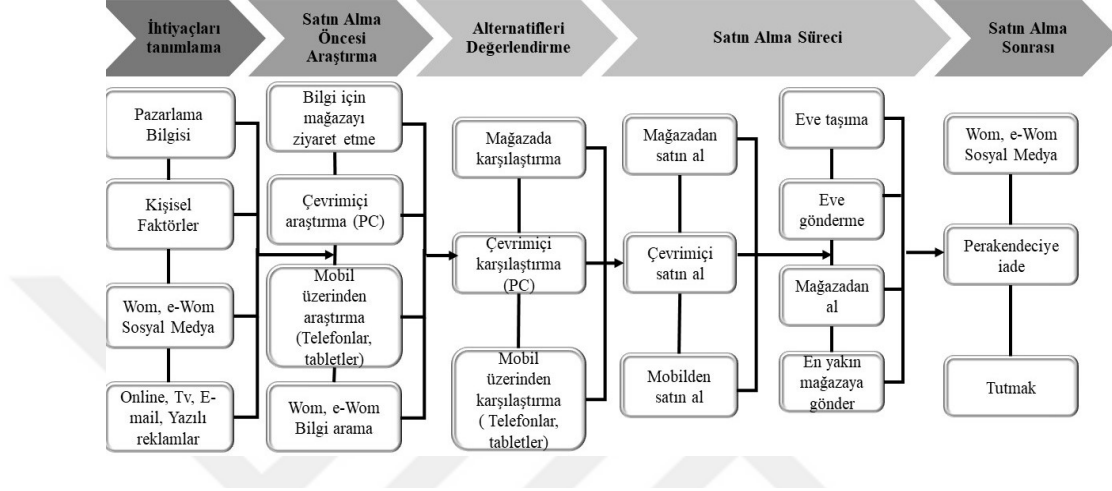 İhtiyaçları
tanımlama
Satın Alma
Öncesi
Araştırma
Alternatifleri
Değerlendirme
Satın Alma Süreci
Satın Alma
Sonrası
Pazarlama
Bilgisi
Kişisel
Faktörler
Wom, e-Wom
Sosyal Medya
Online, Tv, E-
mail, Yazılı
reklamlar
Bilgi için
mağazayı
ziyaret etme
Çevrimiçi
araştırma (PC)
Mobil
üzerinden
araştırma
(Telefonlar,
tabletler)
Wom, e-Wom
Bilgi arama
Mağazada
karşılaştırma
Çevrimiçi
karşılaştırma
(PC)
Mobil
üzerinden
karşılaştırma
( Telefonlar,
tabletler)
Mağazadan
satın al
Çevrimiçi
satın al
Mobilden
satın al
Eve taşıma
Eve
gönderme
Mağazadan
al
En yakın
mağazaya
gönder
Wom, e-Wom
Sosyal Medya
Perakendeciye
iade
Tutmak